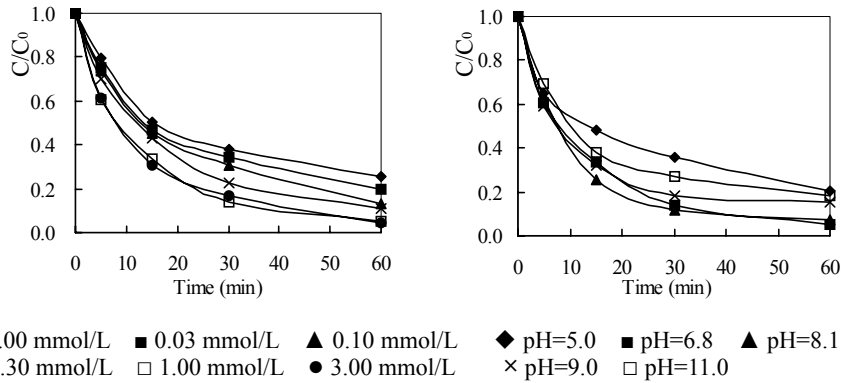 C/C0
1.0
0.8
0.6
0.4
0.2
0.0
0 10 20 30 40 50 60
Time (min)
C/C0
1.0
0.8
0.6
0.4
0.2
0.0
0 10 20 30 40 50 60
Time (min)
.00 mmol/L ■ 0.03 mmol/L ▲ 0.10 mmol/L
.30 mmol/L □ 1.00 mmol/L ● 3.00 mmol/L
◆ pH=5.0 ■ pH=6.8 ▲ pH=8.1
× pH=9.0 □ pH=11.0